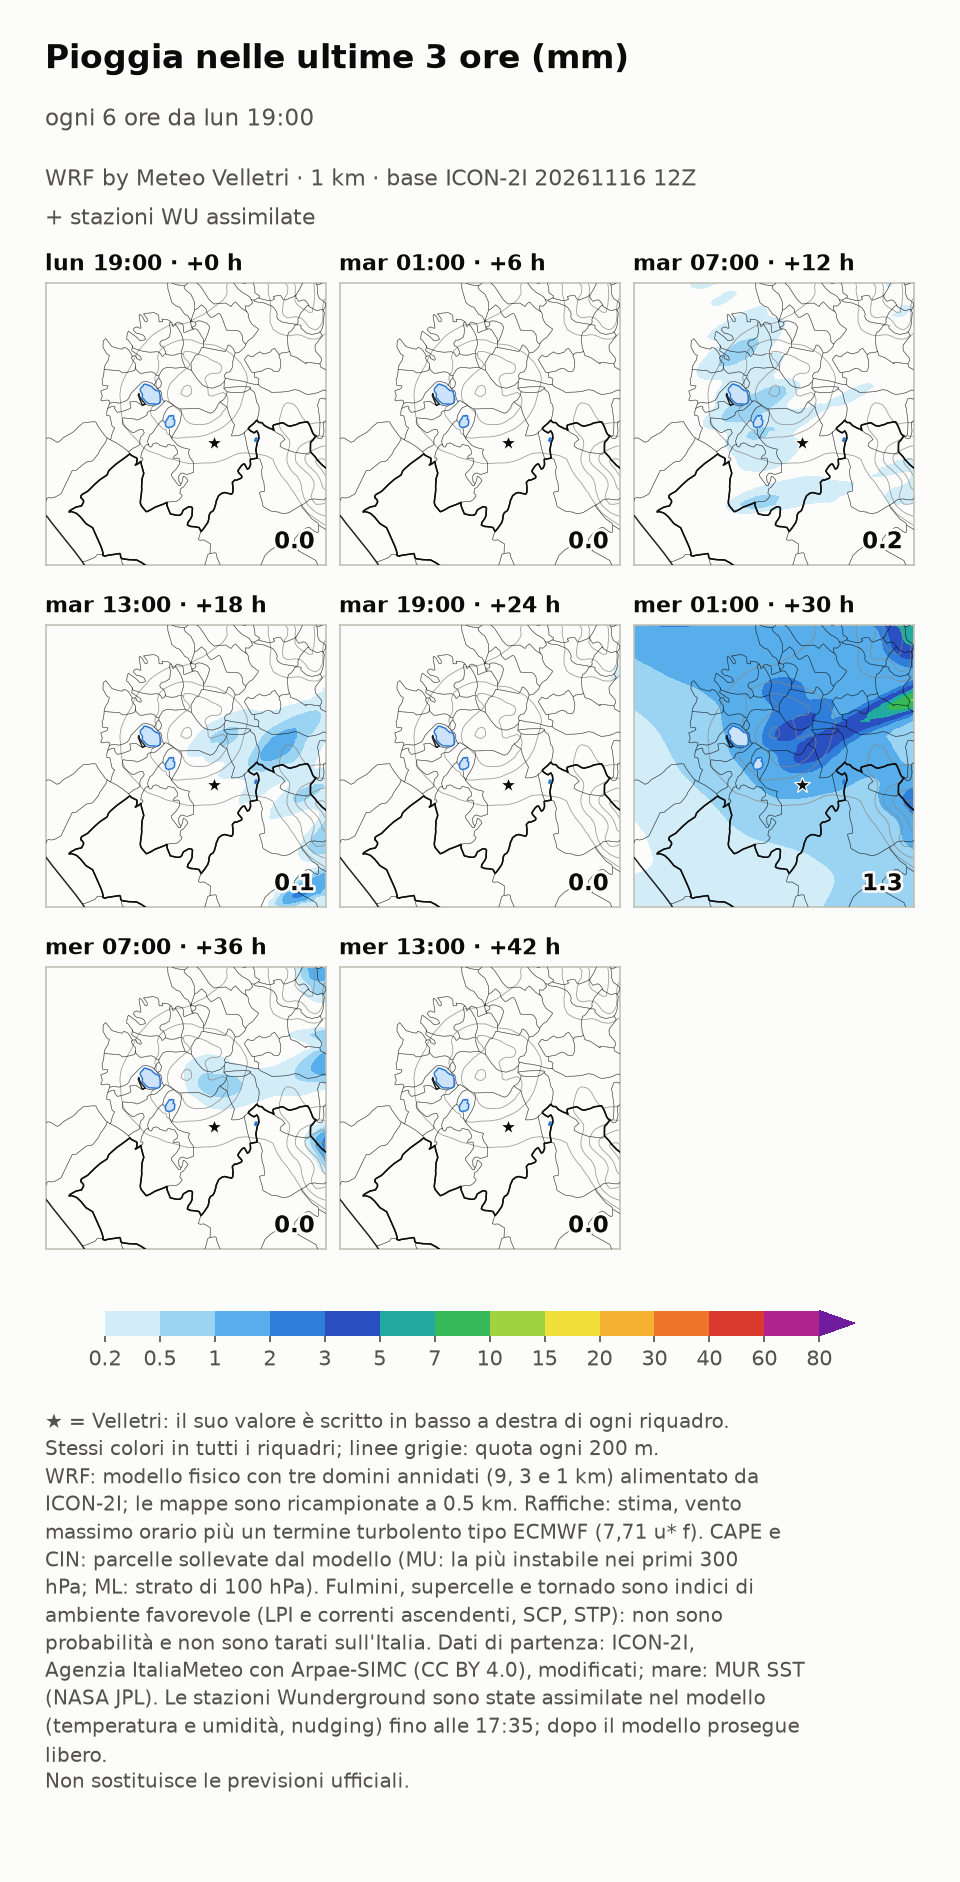 Pioggia nelle ultime 3 ore (mm)
ogni 6 ore da lun 19:00
WRF by Meteo Velletri · 1 km · base ICON-2I 20261116 12Z
+ stazioni WU assimilate
lun 19:00 · +0 h
mar 01:00 · +6 h
mar 07:00 · +12 h
0.0
0.0
0.2
mar 13:00 · +18 h
mar 19:00 · +24 h
mer 01:00 · +30 h
0.1
0.0
1.3
mer 07:00 · +36 h
mer 13:00 · +42 h
0.0
0.0
0.2 0.5 1 2 3 5 7 10 15 20 30 40 60 80
★ = Velletri: il suo valore è scritto in basso a destra di ogni riquadro.
Stessi colori in tutti i riquadri; linee grigie: quota ogni 200 m.
WRF: modello fisico con tre domini annidati (9, 3 e 1 km) alimentato da
ICON-2I; le mappe sono ricampionate a 0.5 km. Raffiche: stima, vento
massimo orario più un termine turbolento tipo ECMWF (7,71 u* f). CAPE e
CIN: parcelle sollevate dal modello (MU: la più instabile nei primi 300
hPa; ML: strato di 100 hPa). Fulmini, supercelle e tornado sono indici di
ambiente favorevole (LPI e correnti ascendenti, SCP, STP): non sono
probabilità e non sono tarati sull'Italia. Dati di partenza: ICON-2I,
Agenzia ItaliaMeteo con Arpae-SIMC (CC BY 4.0), modificati; mare: MUR SST
(NASA JPL). Le stazioni Wunderground sono state assimilate nel modello
(temperatura e umidità, nudging) fino alle 17:35; dopo il modello prosegue
libero.
Non sostituisce le previsioni ufficiali.